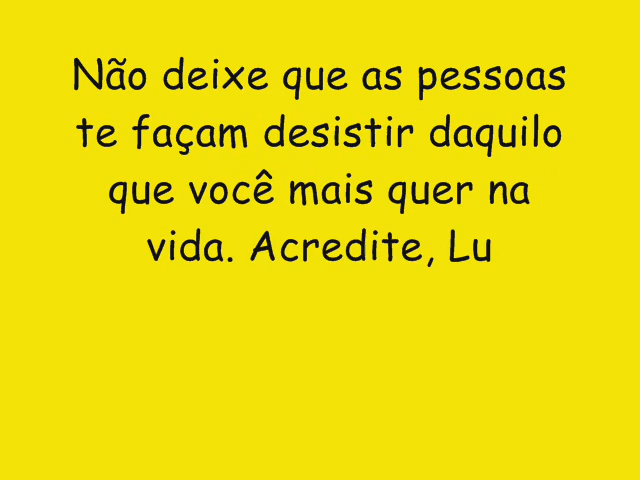 Não deixe que as pessoas
te façam desistir daquilo
que você mais quer na
vida. Acredite, Lu